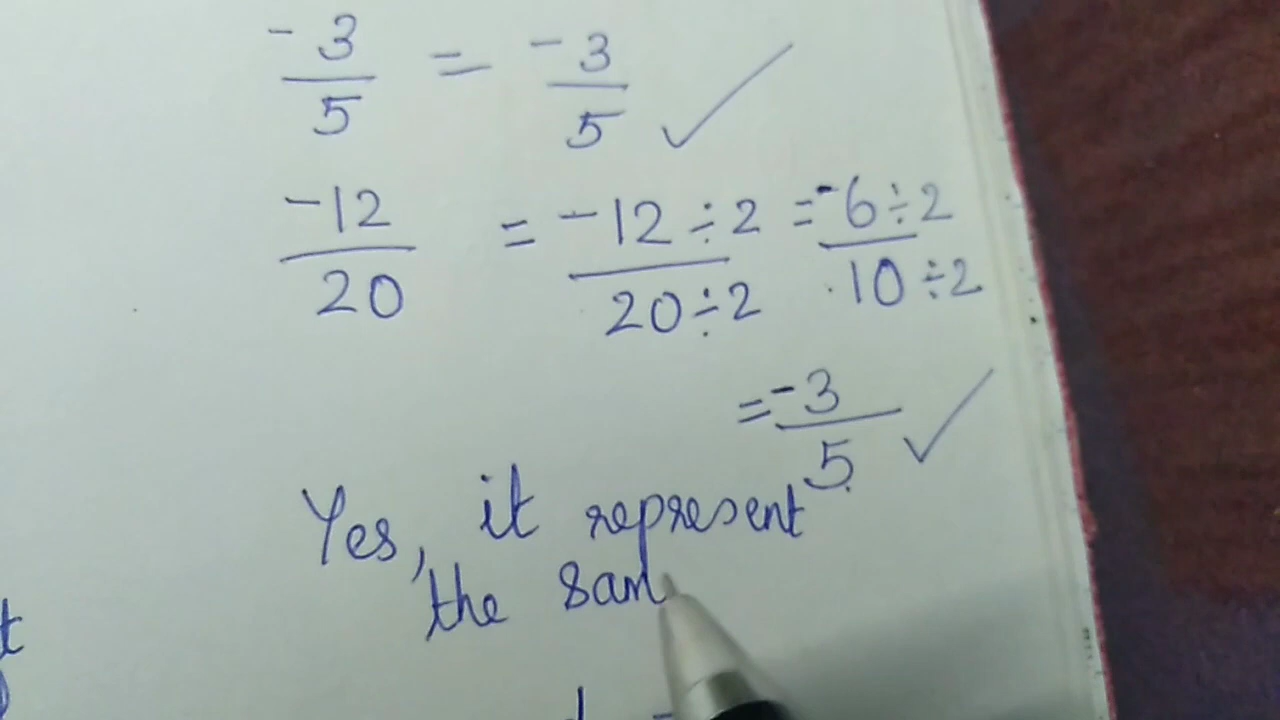 -3/5 = -3/5 ✓
-12/20 = -12÷2/20÷2 = -6÷2/10÷2
= -3/5 ✓
Yes, it represent
the sam
t